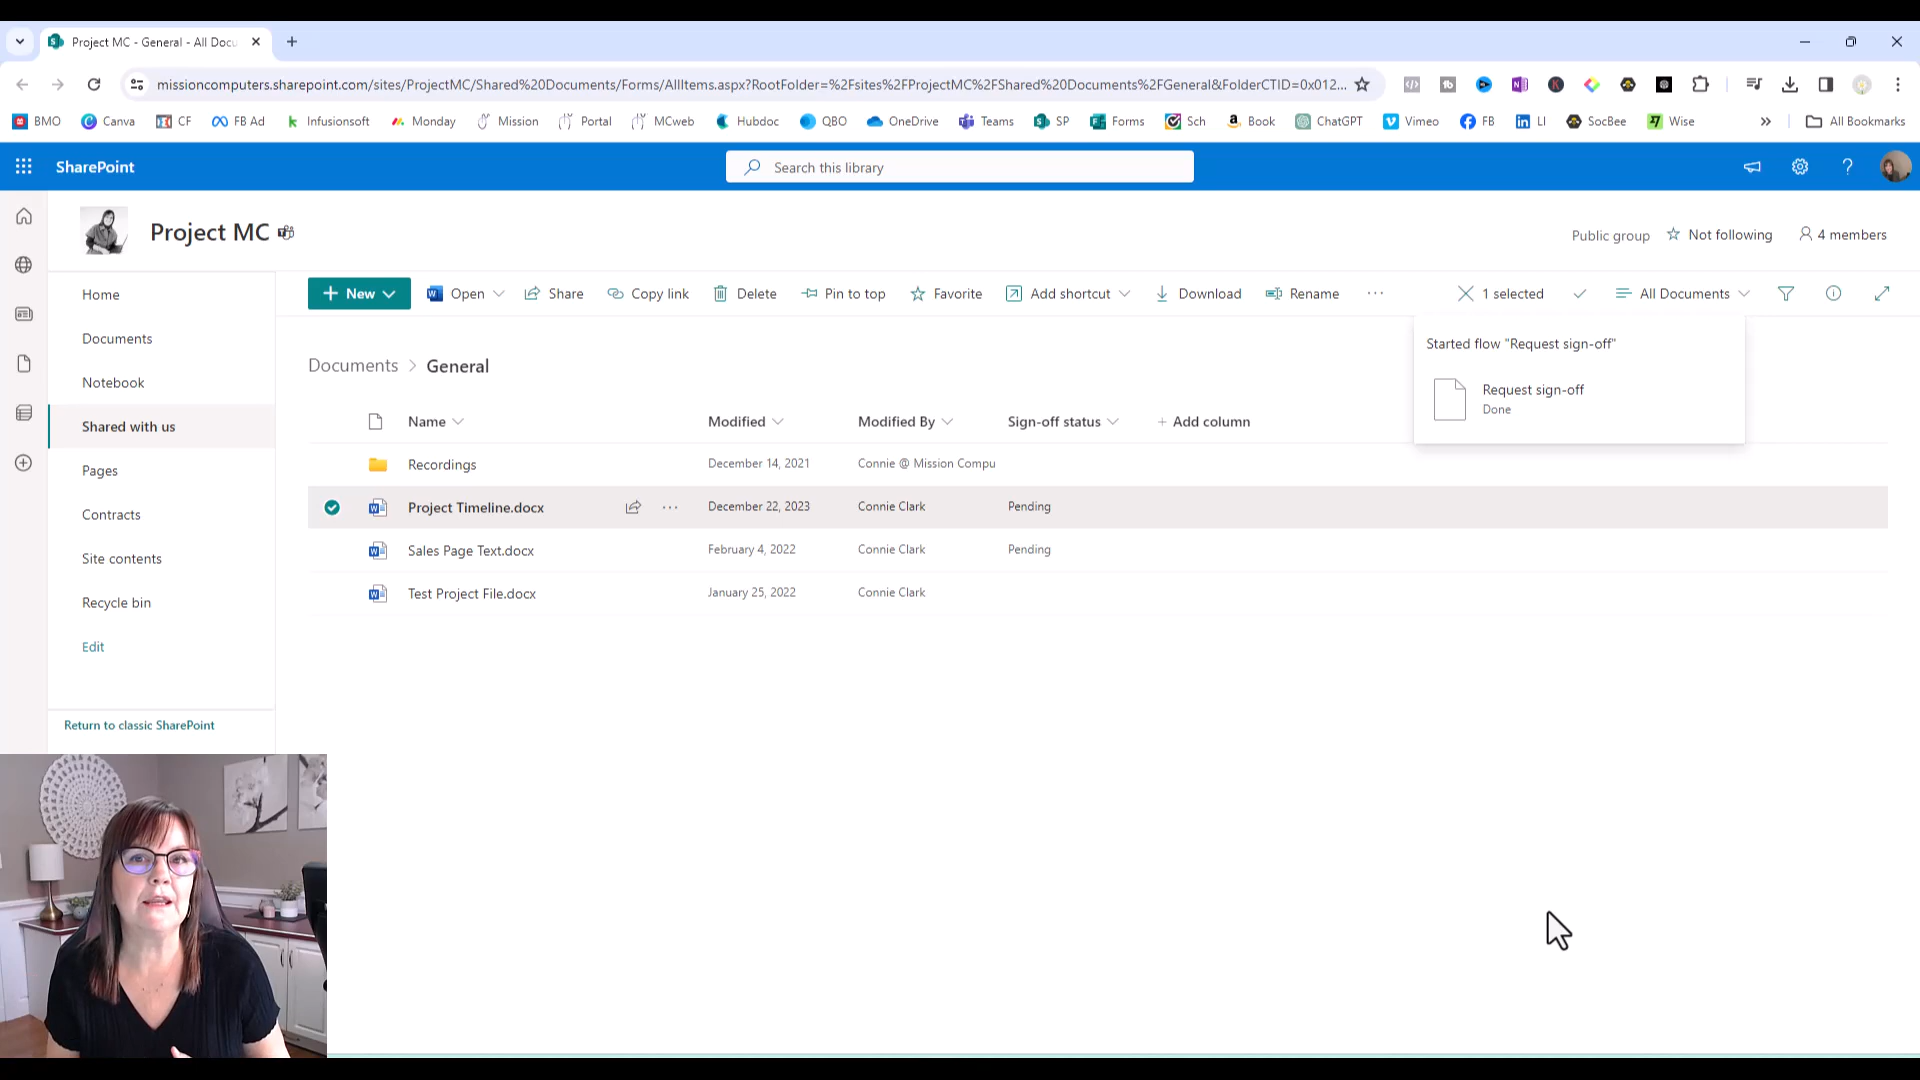 Project MC - General - All Docu
missioncomputers.sharepoint.com/sites/ProjectMC/Shared%20Documents/Forms/AllItems.aspx?RootFolder=%2Fsites%2FProjectMC%2FShared%20Documents%2FGeneral&FolderCTID=0x012...
BMO Canva CF FB Ad Infusionsoft Monday Mission Portal MCweb Hubdoc QBO OneDrive Teams SP Forms Sch Book ChatGPT Vimeo FB LI SocBee Wise » All Bookmarks
SharePoint
Search this library
Project MC
Public group Not following 4 members
Home
Documents
Notebook
Shared with us
Pages
Contracts
Site contents
Recycle bin
Edit
Return to classic SharePoint
+ New Open Share Copy link Delete Pin to top Favorite Add shortcut Download Rename ... 1 selected All Documents
Documents > General
Name Modified Modified By Sign-off status + Add column
Recordings December 14, 2021 Connie @ Mission Compu
Project Timeline.docx ... December 22, 2023 Connie Clark Pending
Sales Page Text.docx February 4, 2022 Connie Clark Pending
Test Project File.docx January 25, 2022 Connie Clark
Started flow "Request sign-off"
Request sign-off
Done